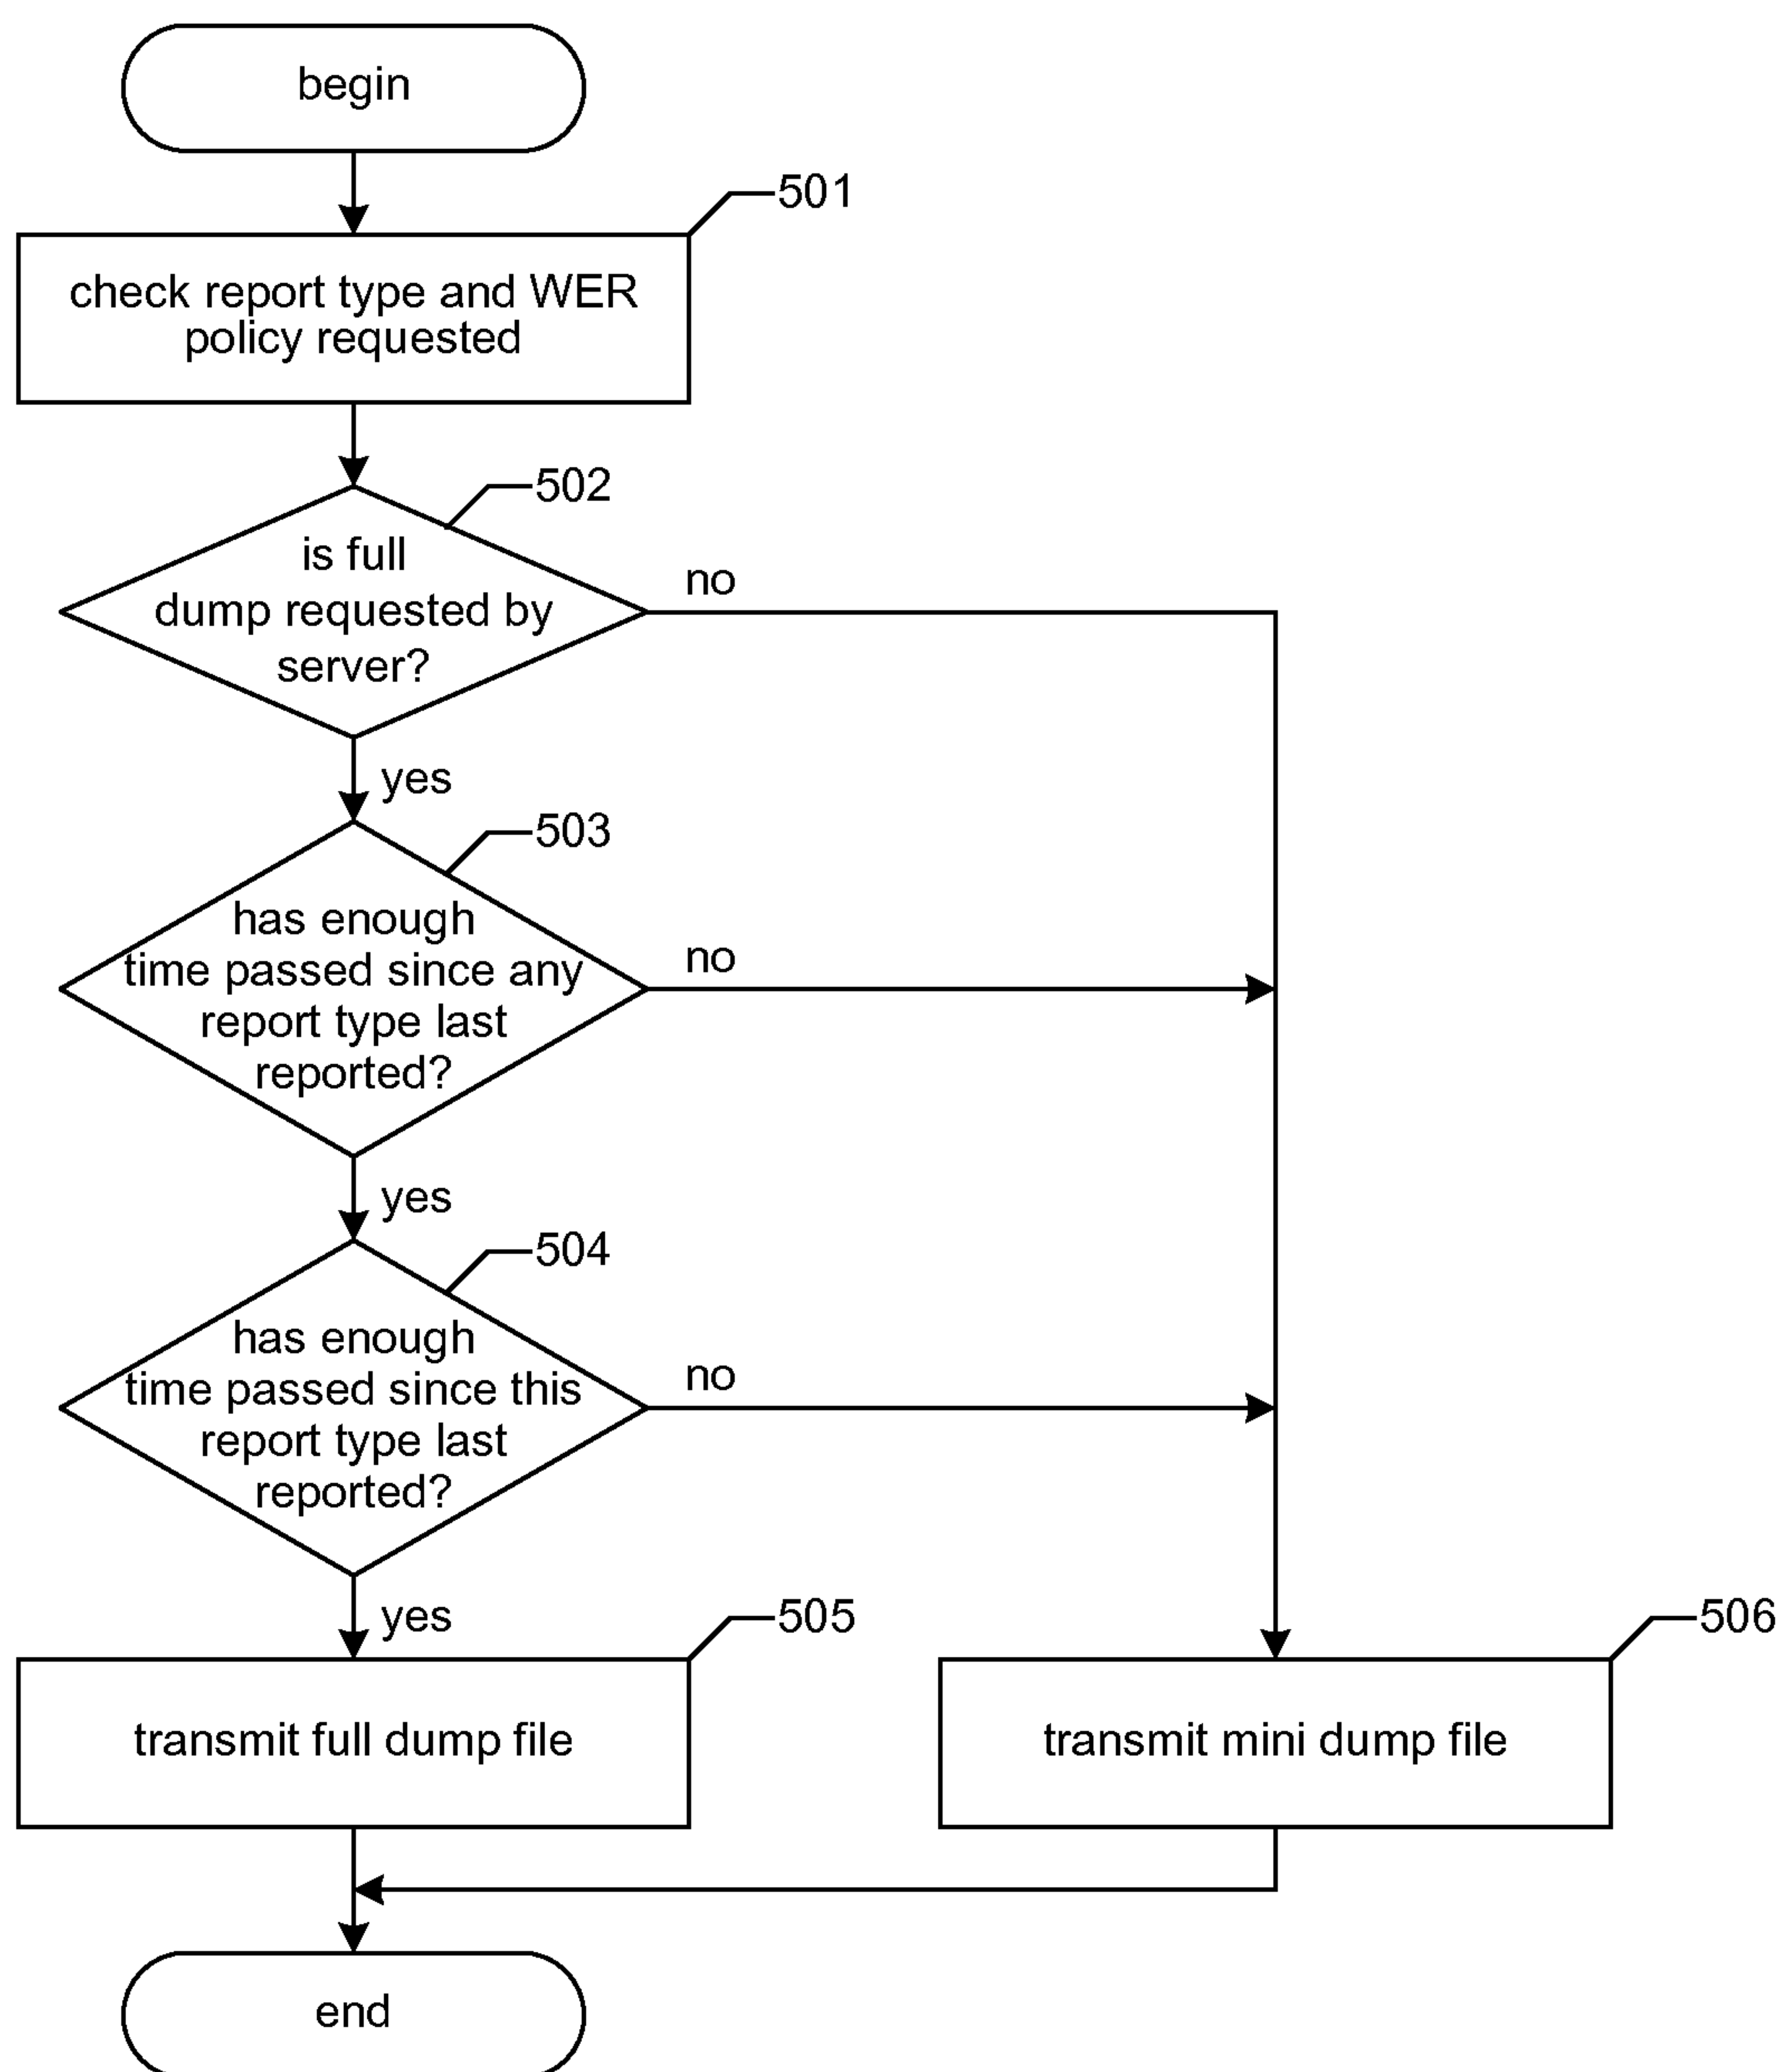 begin
501
check report type and WER
policy requested
502
is full
dump requested by
server?
no
yes
503
has enough
time passed since any
report type last
reported?
no
yes
504
has enough
time passed since this
report type last
reported?
no
yes
505
transmit full dump file
506
transmit mini dump file
end